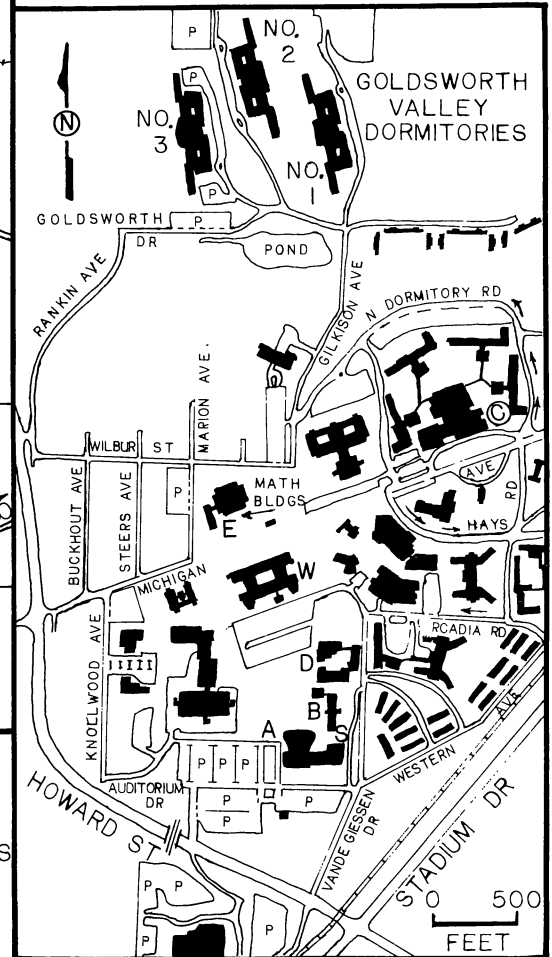 P
NO.
2
GOLDSWORTH
VALLEY
DORMITORIES
N
P
NO.
3
NO.
1
P
GOLDSWORTH
P
DR
POND
RANKIN AVE
GILKISON AVE
N DORMITORY RD
MARION AVE.
C
WILBUR ST
AVE
BUCKHOUT AVE
STEERS AVE
P
MATH
BLDGS
RD
E
HAYS
MICHIGAN
W
RCADIA RD
KNOLLWOOD AVE
D
B
A
S
AVE
P P P P
WESTERN
AUDITORIUM
DR
P
P
P
HOWARD ST
VANDE GIESSEN
DR
STADIUM DR
P P
P
P
0 500
FEET